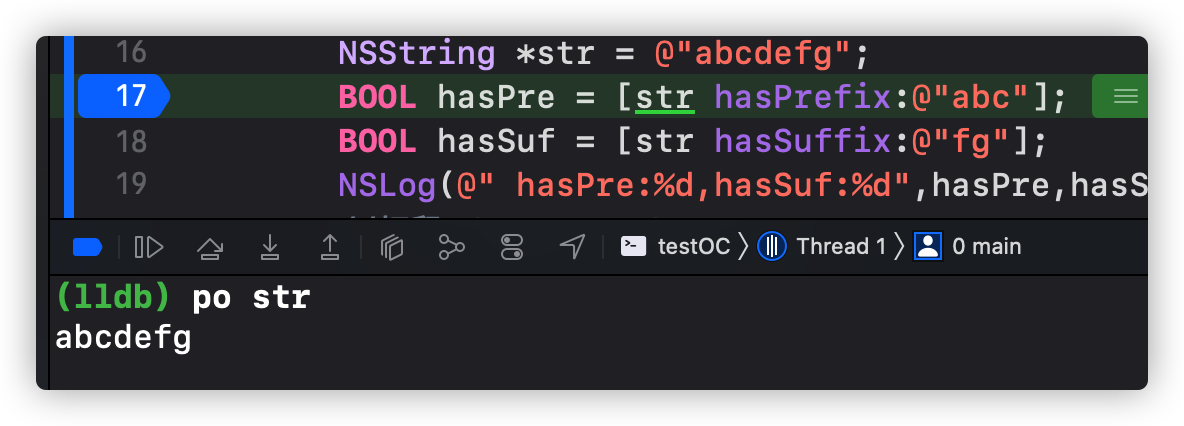 16 NSString *str = @"abcdefg";
17 BOOL hasPre = [str hasPrefix:@"abc"];
18 BOOL hasSuf = [str hasSuffix:@"fg"];
19 NSLog(@" hasPre:%d,hasSuf:%d",hasPre,hasS
testOC 〉 Thread 1 〉 0 main
(lldb) po str
abcdefg